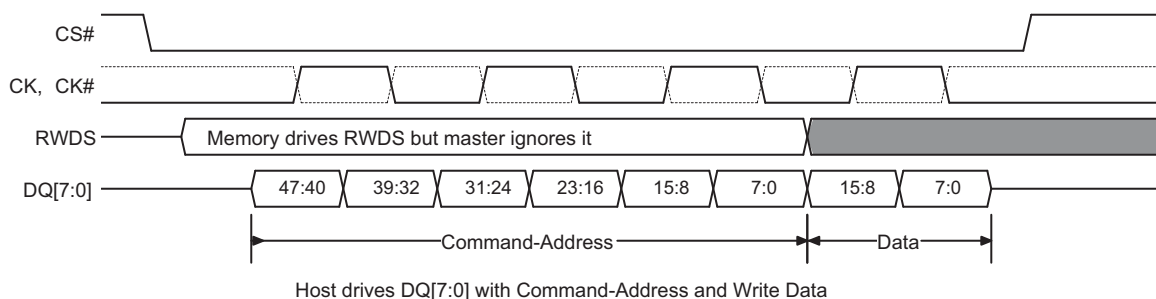 CS#
CK, CK#
RWDS Memory drives RWDS but master ignores it
DQ[7:0] 47:40 39:32 31:24 23:16 15:8 7:0 15:8 7:0
Command-Address Data
Host drives DQ[7:0] with Command-Address and Write Data